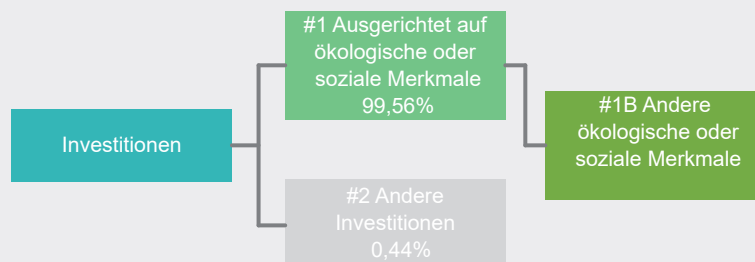 Investitionen
#1 Ausgerichtet auf
ökologische oder
soziale Merkmale
99,56%
#2 Andere
Investitionen
0,44%
#1B Andere
ökologische oder
soziale Merkmale